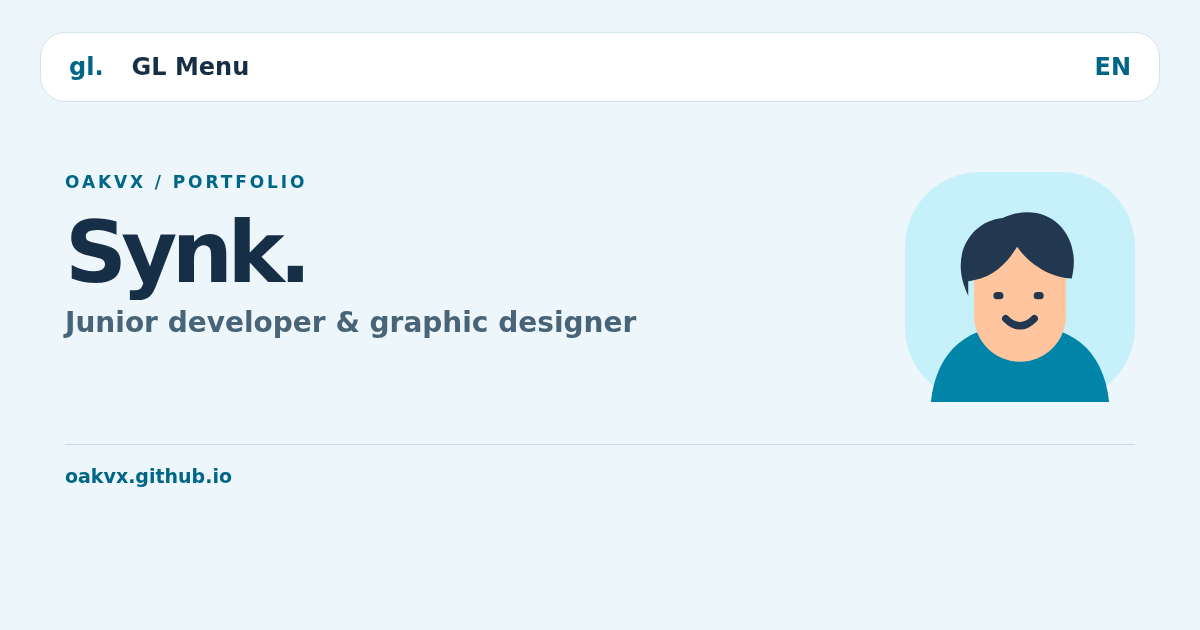 gl. GL Menu EN
OAKVX / PORTFOLIO
Synk.
Junior developer & graphic designer
oakvx.github.io